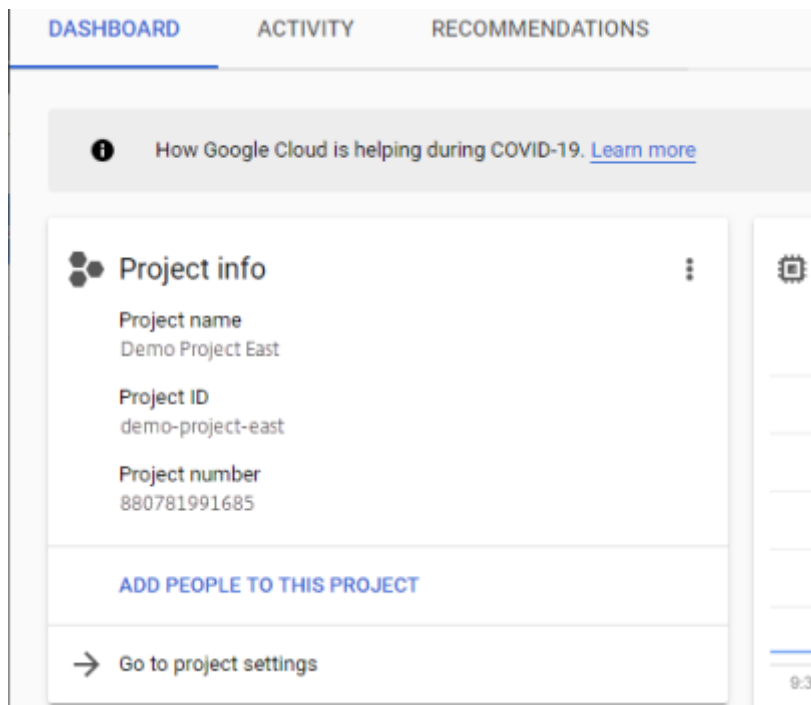 DASHBOARD ACTIVITY RECOMMENDATIONS
How Google Cloud is helping during COVID-19. Learn more
Project info
Project name
Demo Project East
Project ID
demo-project-east
Project number
880781991685
ADD PEOPLE TO THIS PROJECT
Go to project settings